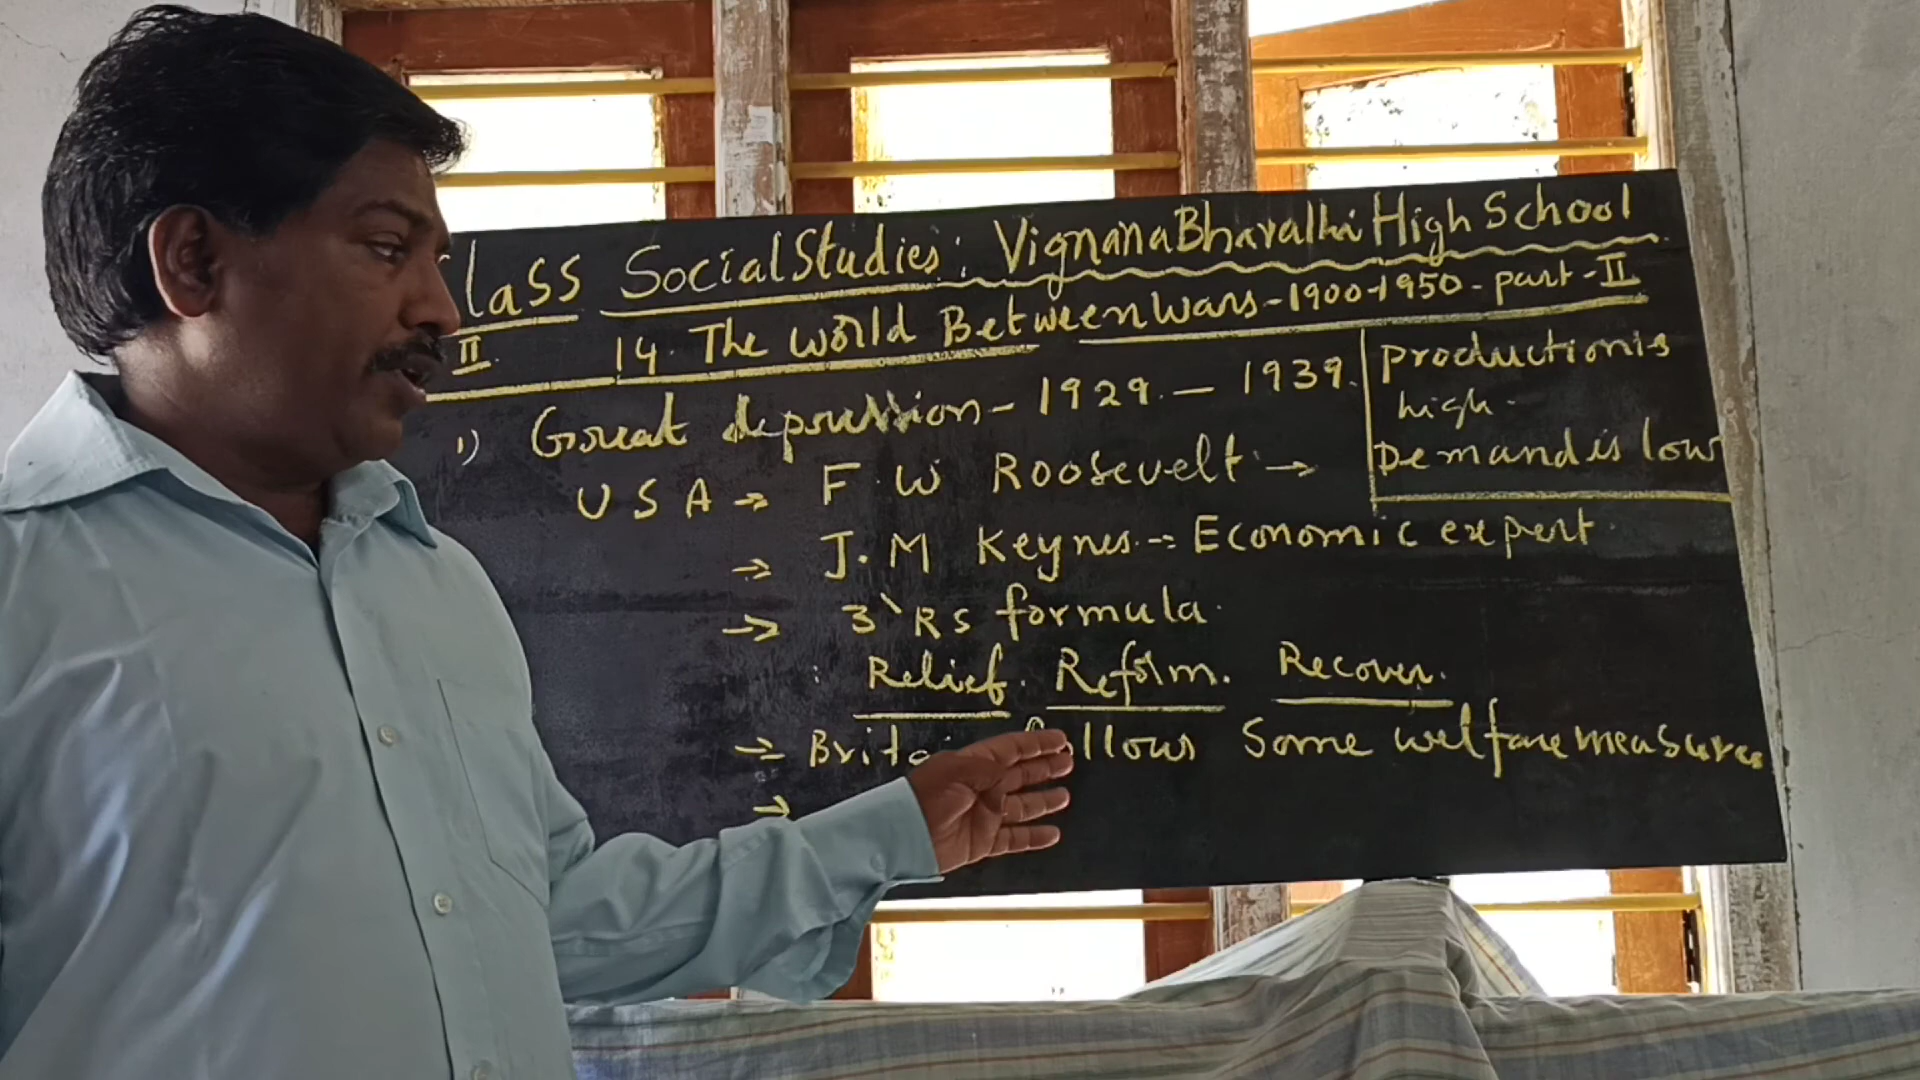 lass Social Studies : VignanaBharathi High School
II 14. The World Between Wars - 1900-1950 - part - II
1) Great depression - 1929 - 1939.
production is
high.
Demand is low
USA → F.W Roosevelt →
→ J.M Keynes → Economic expert.
→ 3'Rs formula.
: Relief. Reform. Recover.
→ Britain follows Some welfare measures
→